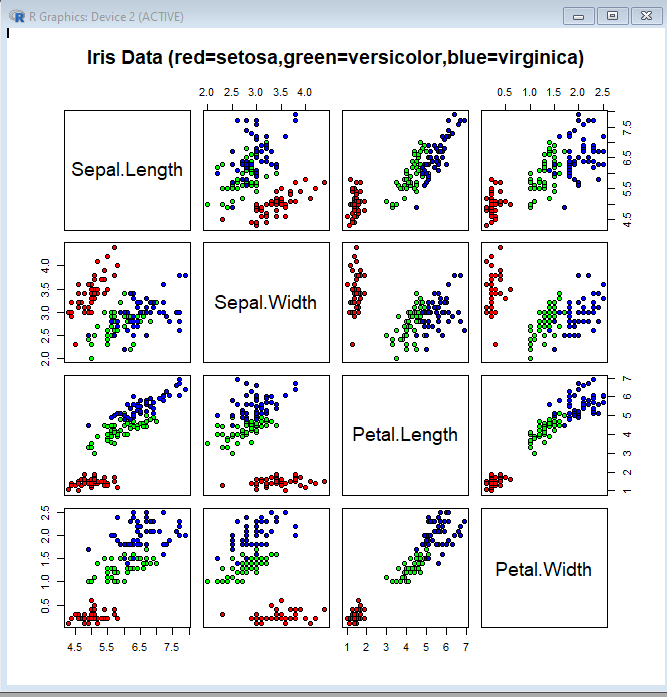 R Graphics: Device 2 (ACTIVE)
Iris Data (red=setosa,green=versicolor,blue=virginica)
2.0 2.5 3.0 3.5 4.0
0.5 1.0 1.5 2.0 2.5
Sepal.Length
4.5 5.5 6.5 7.5
2.0 2.5 3.0 3.5 4.0
Sepal.Width
Petal.Length
1 2 3 4 5 6 7
0.5 1.0 1.5 2.0 2.5
Petal.Width
4.5 5.5 6.5 7.5
1 2 3 4 5 6 7